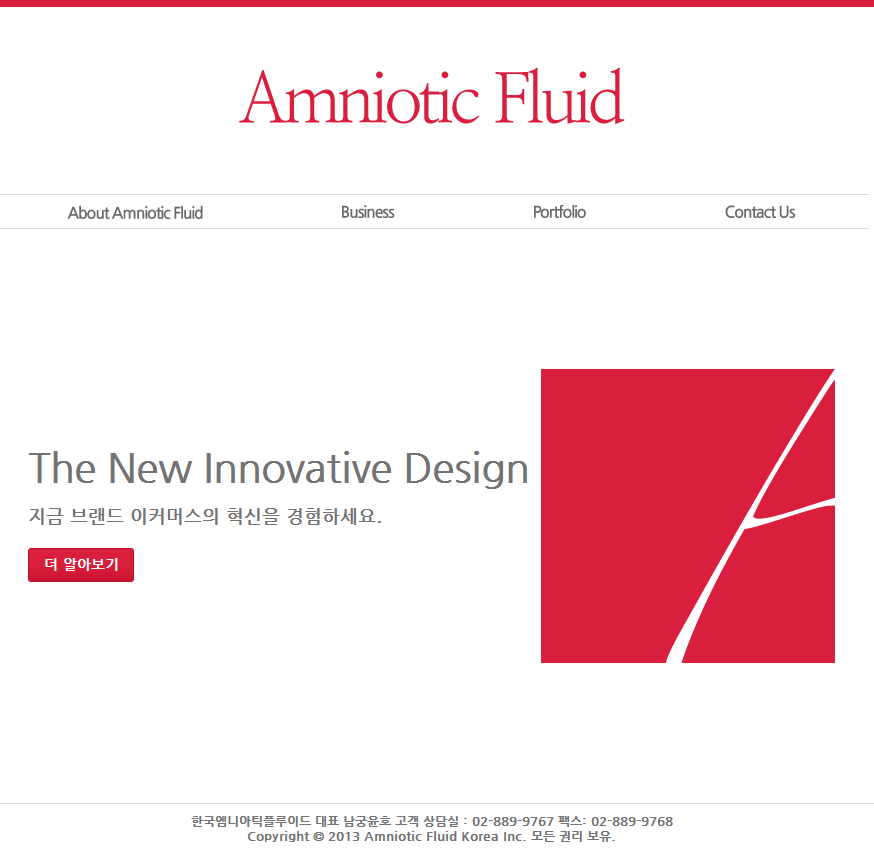 Amniotic Fluid
About Amniotic Fluid Business Portfolio Contact Us
The New Innovative Design
지금 브랜드 이커머스의 혁신을 경험하세요.
더 알아보기
한국엠니아틱플루이드 대표 남궁윤호 고객 상담실 : 02-889-9767 팩스: 02-889-9768
Copyright © 2013 Amniotic Fluid Korea Inc. 모든 권리 보유.